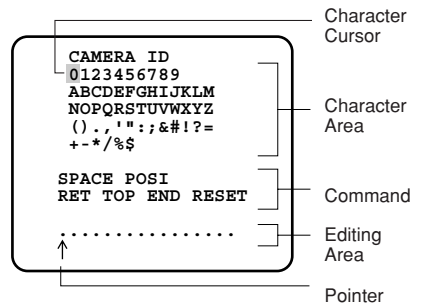 Character
Cursor
CAMERA ID
0123456789
ABCDEFGHIJKLM
NOPQRSTUVWXYZ
().,'":;&#!?=
+-*/%$
Character
Area
SPACE POSI
RET TOP END RESET
Command
................
Editing
Area
Pointer